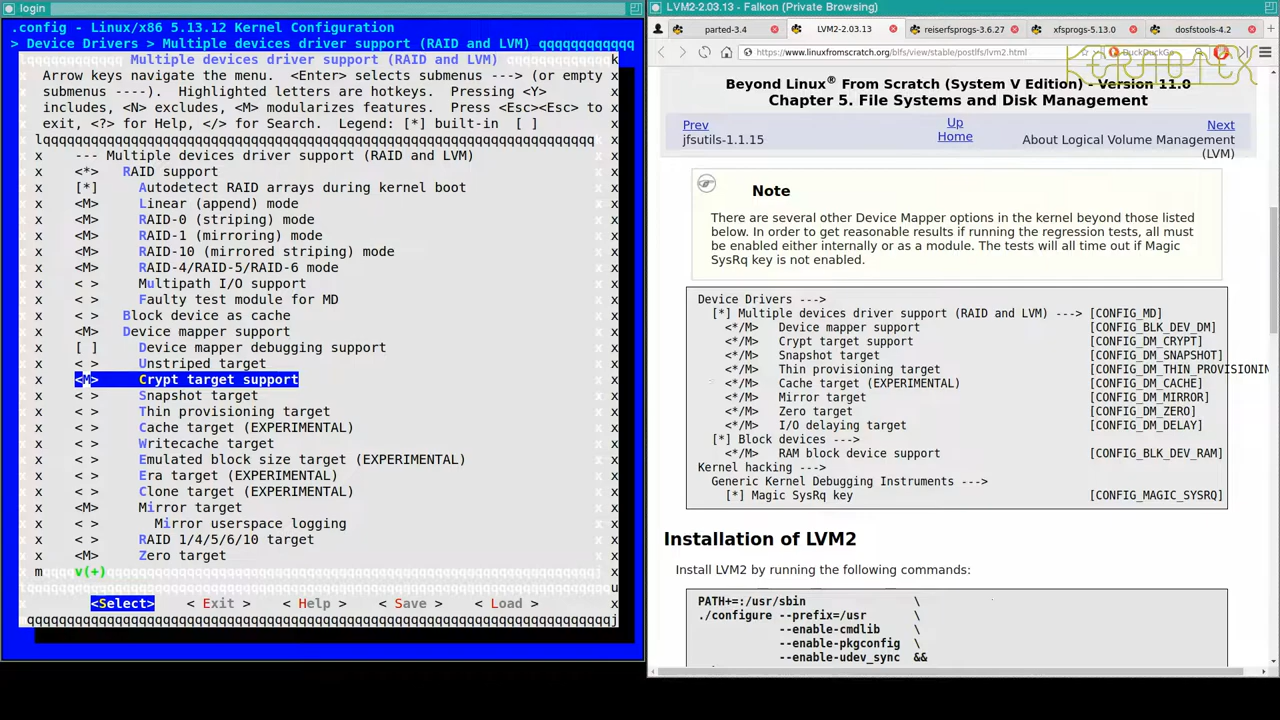 login
.config - Linux/x86 5.13.12 Kernel Configuration
> Device Drivers > Multiple devices driver support (RAID and LVM) qqqqqqqqqqqq
Multiple devices driver support (RAID and LVM)
Arrow keys navigate the menu. <Enter> selects submenus ---> (or empty
submenus ----). Highlighted letters are hotkeys. Pressing <Y>
includes, <N> excludes, <M> modularizes features. Press <Esc><Esc> to
exit, <?> for Help, </> for Search. Legend: [*] built-in [ ]
--- Multiple devices driver support (RAID and LVM)
<*> RAID support
[*] Autodetect RAID arrays during kernel boot
<M> Linear (append) mode
<M> RAID-0 (striping) mode
<M> RAID-1 (mirroring) mode
<M> RAID-10 (mirrored striping) mode
<M> RAID-4/RAID-5/RAID-6 mode
< > Multipath I/O support
< > Faulty test module for MD
< > Block device as cache
<M> Device mapper support
[ ] Device mapper debugging support
< > Unstriped target
<M> Crypt target support
< > Snapshot target
< > Thin provisioning target
< > Cache target (EXPERIMENTAL)
< > Writecache target
< > Emulated block size target (EXPERIMENTAL)
< > Era target (EXPERIMENTAL)
< > Clone target (EXPERIMENTAL)
<M> Mirror target
< > Mirror userspace logging
< > RAID 1/4/5/6/10 target
<M> Zero target
v(+)
<Select> < Exit > < Help > < Save > < Load >
LVM2-2.03.13 - Falkon (Private Browsing)
parted-3.4 LVM2-2.03.13 reiserfsprogs-3.6.27 xfsprogs-5.13.0 dosfstools-4.2
https://www.linuxfromscratch.org/blfs/view/stable/postlfs/lvm2.html DuckDuckGo
KERNOTEX
Beyond Linux® From Scratch (System V Edition) - Version 11.0
Chapter 5. File Systems and Disk Management
Prev Up Next
jfsutils-1.1.15 Home About Logical Volume Management
(LVM)
Note
There are several other Device Mapper options in the kernel beyond those listed
below. In order to get reasonable results if running the regression tests, all must
be enabled either internally or as a module. The tests will all time out if Magic
SysRq key is not enabled.
Device Drivers --->
[*] Multiple devices driver support (RAID and LVM) ---> [CONFIG_MD]
<*/M> Device mapper support [CONFIG_BLK_DEV_DM]
<*/M> Crypt target support [CONFIG_DM_CRYPT]
<*/M> Snapshot target [CONFIG_DM_SNAPSHOT]
<*/M> Thin provisioning target [CONFIG_DM_THIN_PROVISIONIN
<*/M> Cache target (EXPERIMENTAL) [CONFIG_DM_CACHE]
<*/M> Mirror target [CONFIG_DM_MIRROR]
<*/M> Zero target [CONFIG_DM_ZERO]
<*/M> I/O delaying target [CONFIG_DM_DELAY]
[*] Block devices --->
<*/M> RAM block device support [CONFIG_BLK_DEV_RAM]
Kernel hacking --->
Generic Kernel Debugging Instruments --->
[*] Magic SysRq key [CONFIG_MAGIC_SYSRQ]
Installation of LVM2
Install LVM2 by running the following commands:
PATH+=:/usr/sbin \
./configure --prefix=/usr \
--enable-cmdlib \
--enable-pkgconfig \
--enable-udev_sync &&